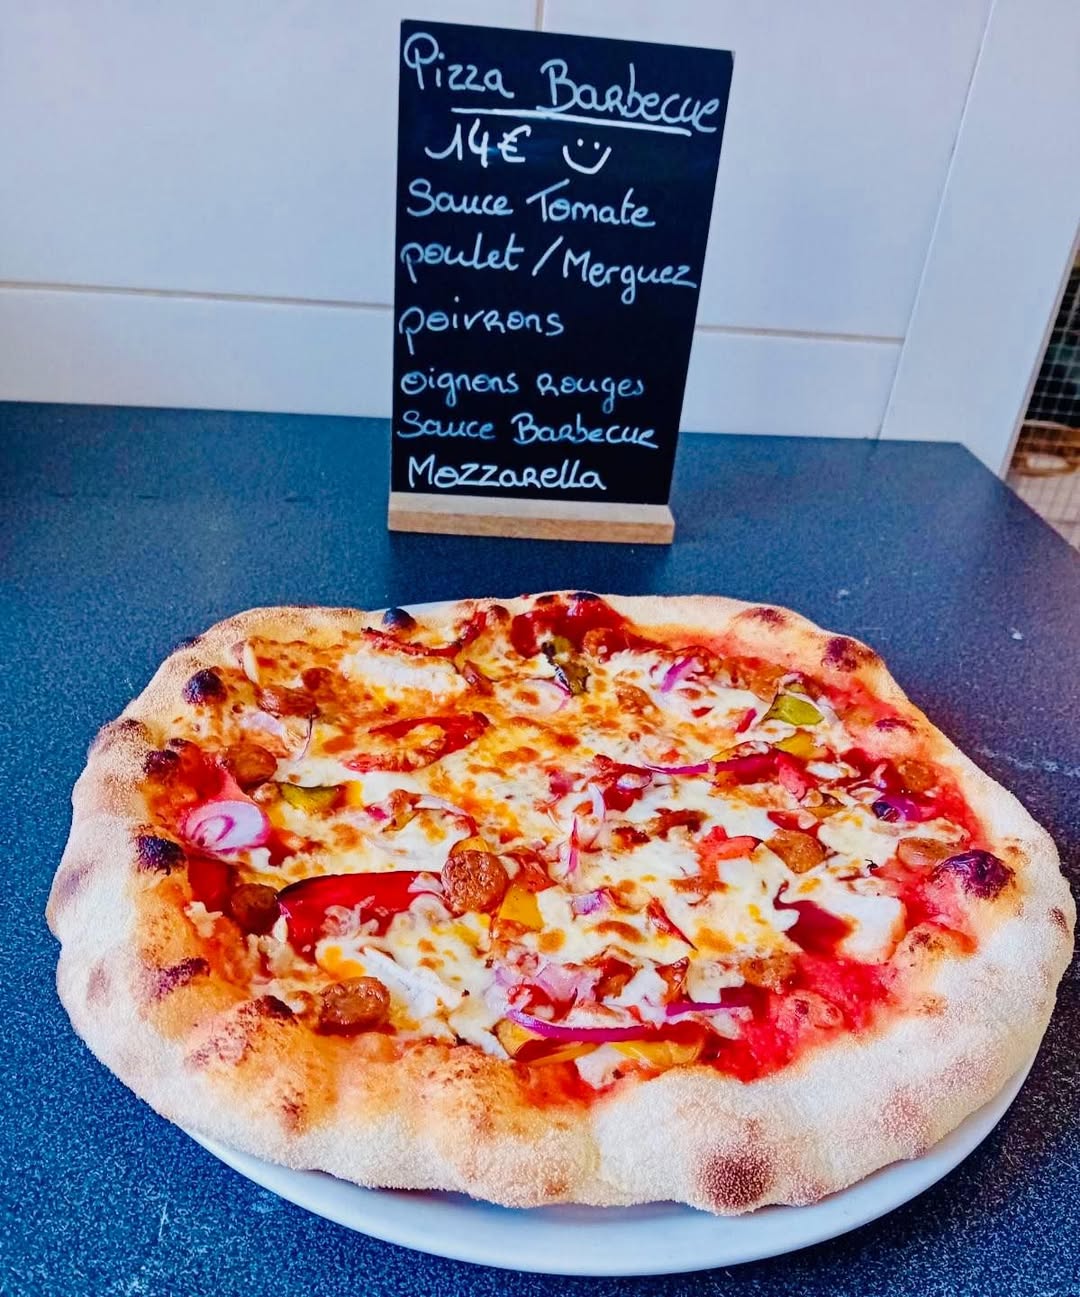 Pizza Barbecue
14€
Sauce Tomate
poulet / Merguez
poivrons
oignons rouges
Sauce Barbecue
Mozzarella